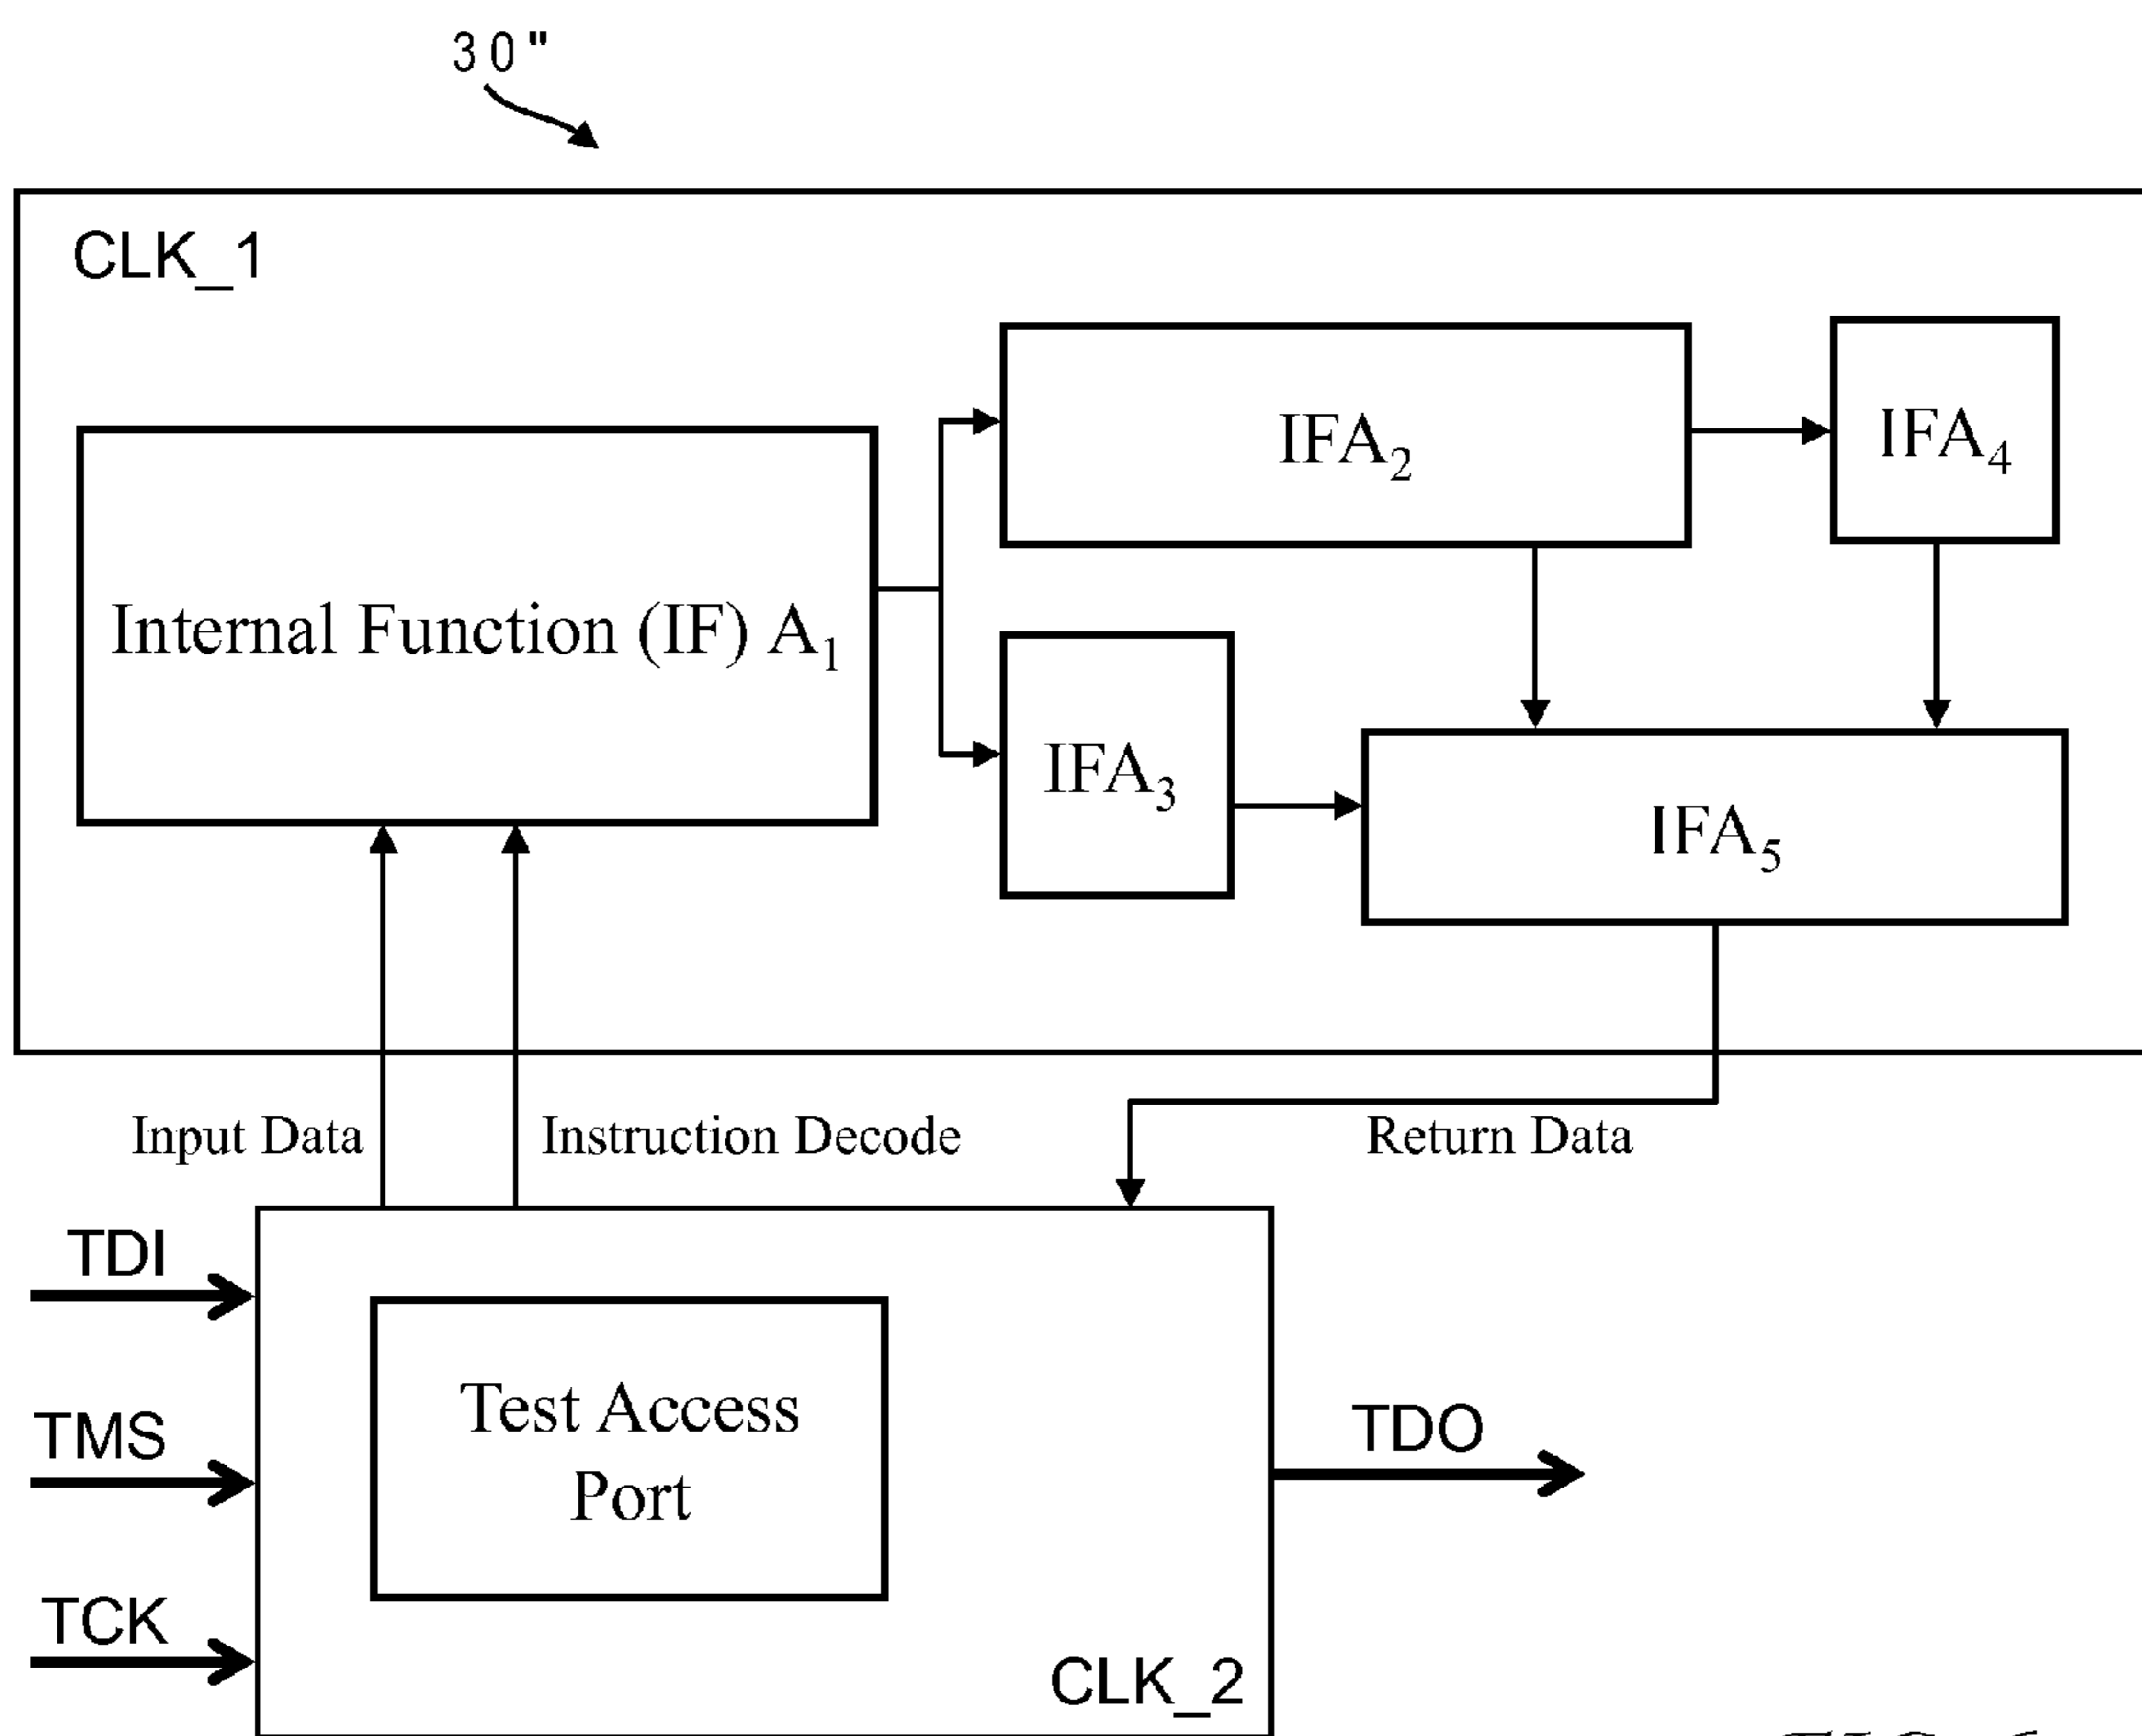 30"
CLK_1
IFA₂
IFA₄
Internal Function (IF) A₁
IFA₃
IFA₅
Input Data
Instruction Decode
Return Data
TDI
TMS
TCK
Test Access
Port
TDO
CLK_2